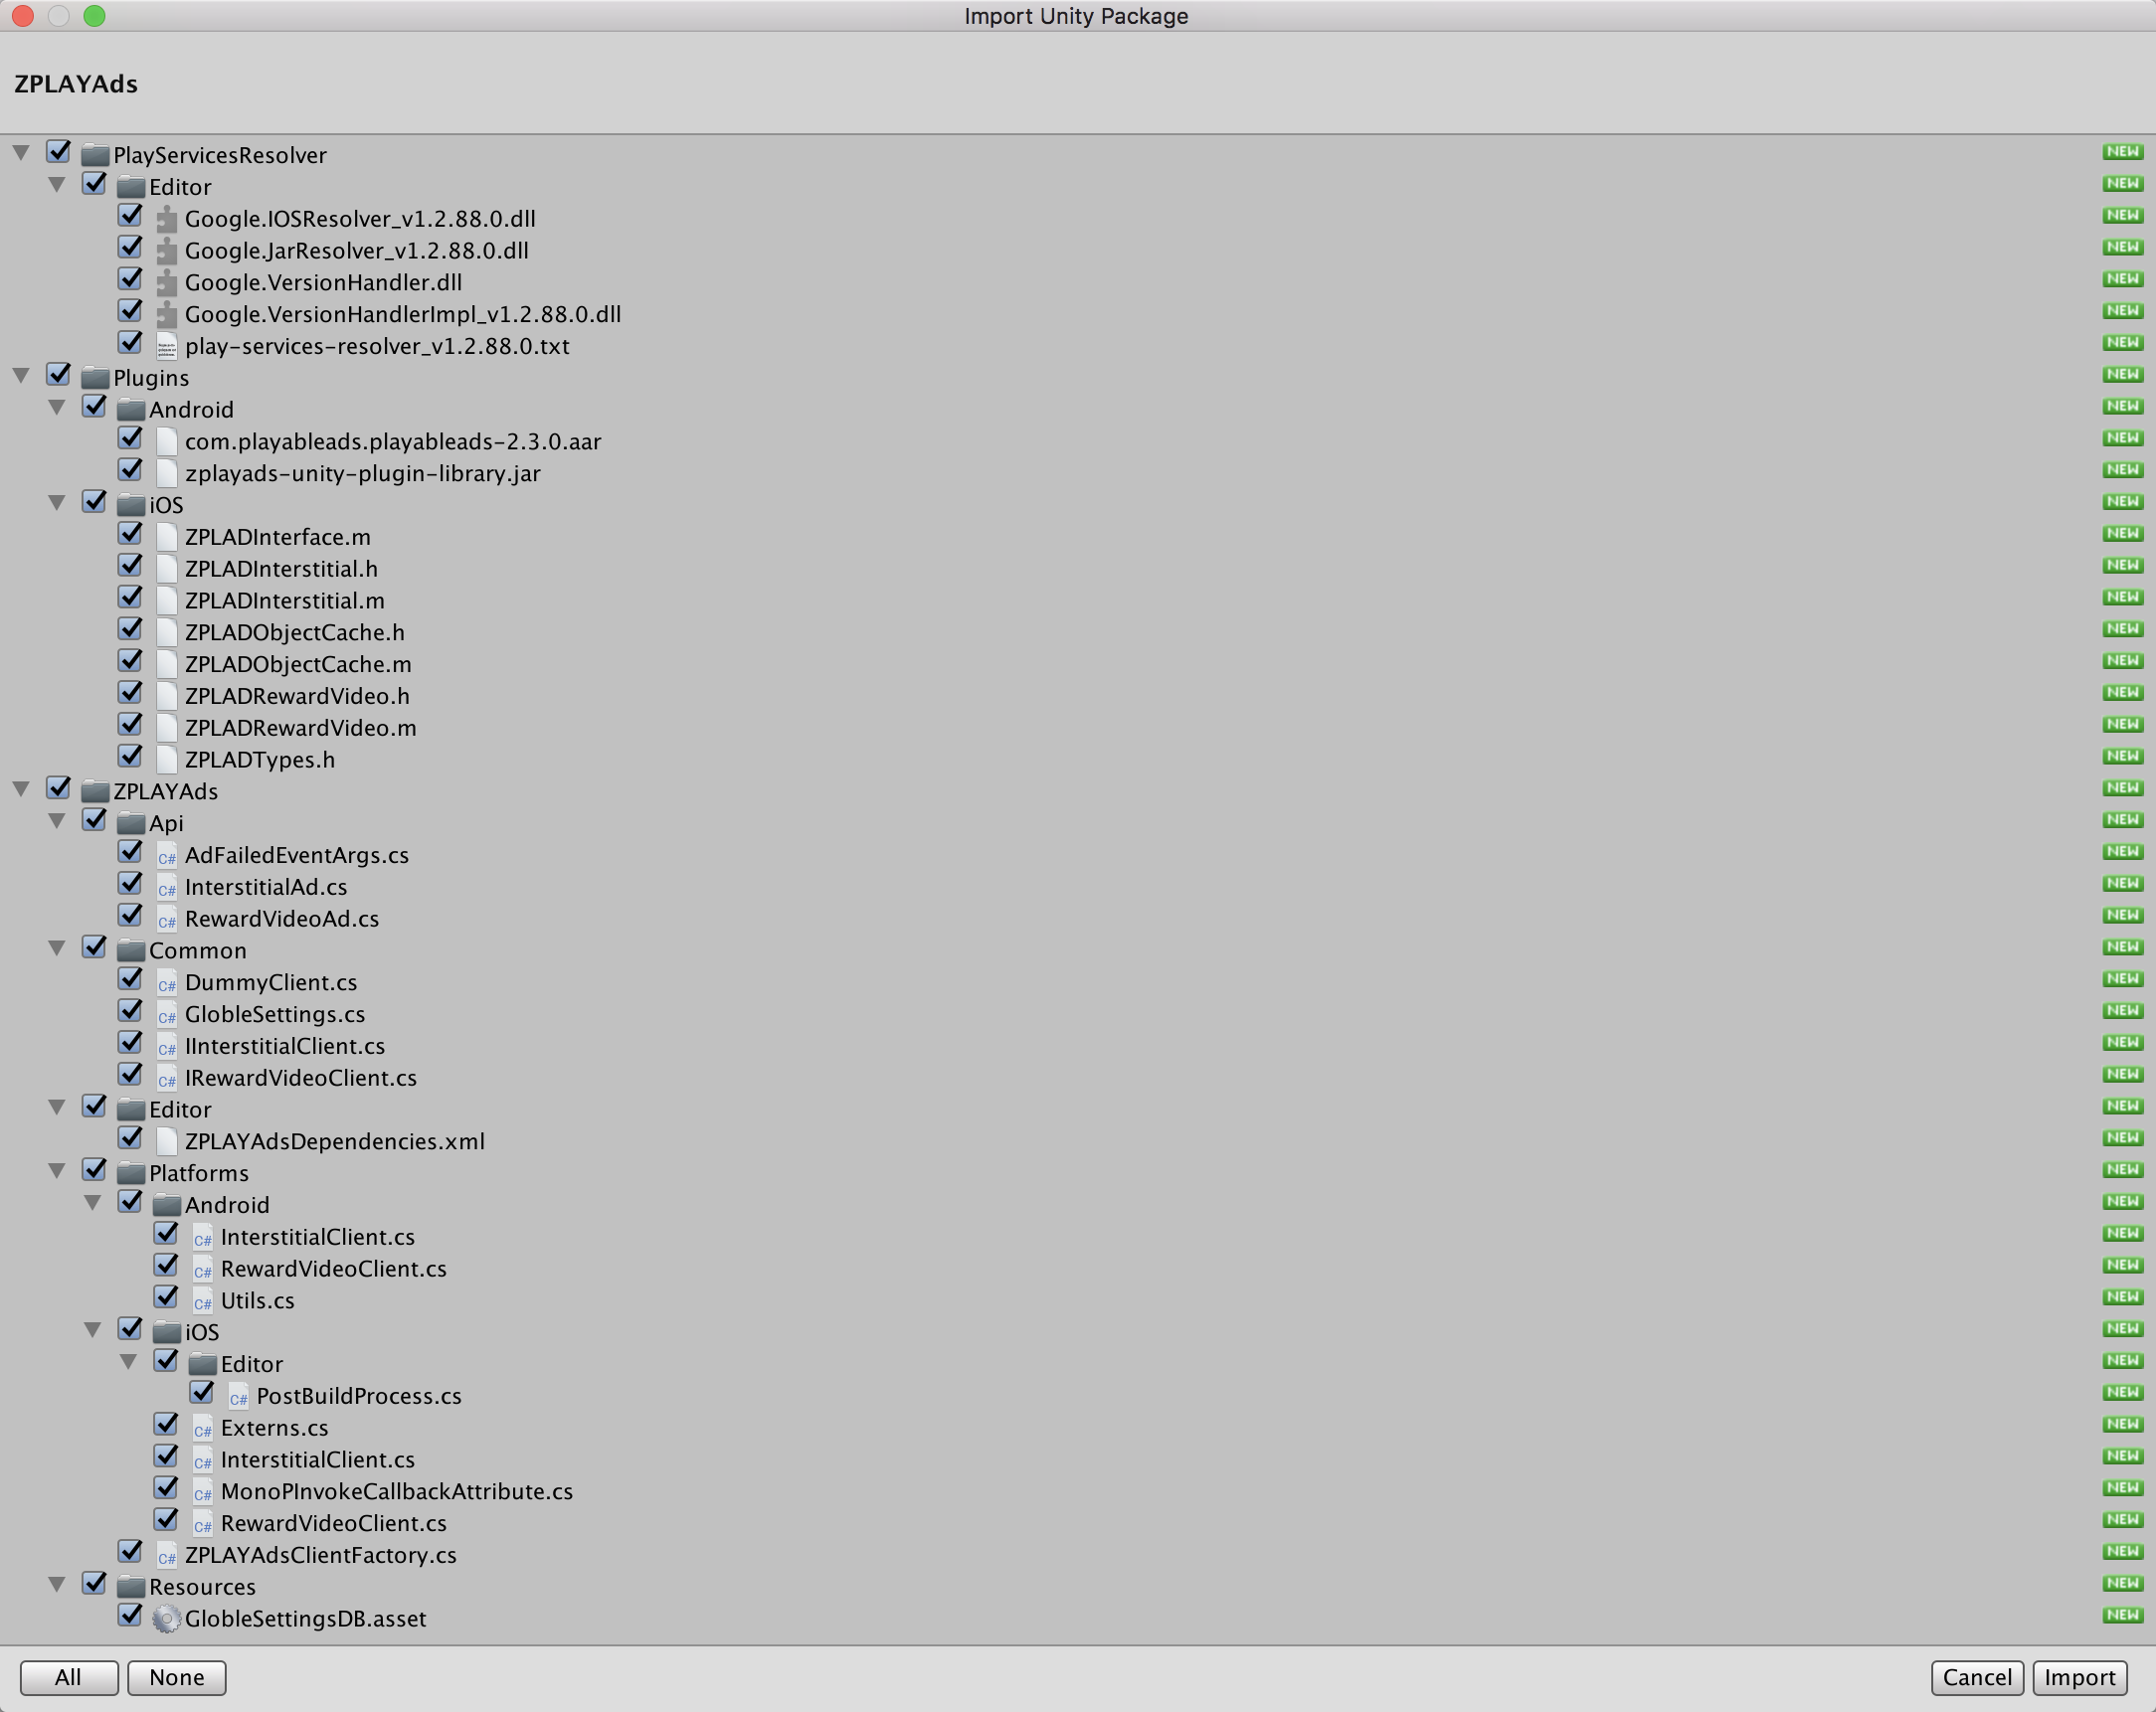 Import Unity Package
ZPLAYAds
PlayServicesResolver NEW
Editor NEW
Google.IOSResolver_v1.2.88.0.dll NEW
Google.JarResolver_v1.2.88.0.dll NEW
Google.VersionHandler.dll NEW
Google.VersionHandlerImpl_v1.2.88.0.dll NEW
play-services-resolver_v1.2.88.0.txt NEW
Plugins NEW
Android NEW
com.playableads.playableads-2.3.0.aar NEW
zplayads-unity-plugin-library.jar NEW
iOS NEW
ZPLADInterface.m NEW
ZPLADInterstitial.h NEW
ZPLADInterstitial.m NEW
ZPLADObjectCache.h NEW
ZPLADObjectCache.m NEW
ZPLADRewardVideo.h NEW
ZPLADRewardVideo.m NEW
ZPLADTypes.h NEW
ZPLAYAds NEW
Api NEW
C# AdFailedEventArgs.cs NEW
C# InterstitialAd.cs NEW
C# RewardVideoAd.cs NEW
Common NEW
C# DummyClient.cs NEW
C# GlobleSettings.cs NEW
C# IInterstitialClient.cs NEW
C# IRewardVideoClient.cs NEW
Editor NEW
ZPLAYAdsDependencies.xml NEW
Platforms NEW
Android NEW
C# InterstitialClient.cs NEW
C# RewardVideoClient.cs NEW
C# Utils.cs NEW
iOS NEW
Editor NEW
C# PostBuildProcess.cs NEW
C# Externs.cs NEW
C# InterstitialClient.cs NEW
C# MonoPInvokeCallbackAttribute.cs NEW
C# RewardVideoClient.cs NEW
C# ZPLAYAdsClientFactory.cs NEW
Resources NEW
GlobleSettingsDB.asset NEW
All None Cancel Import